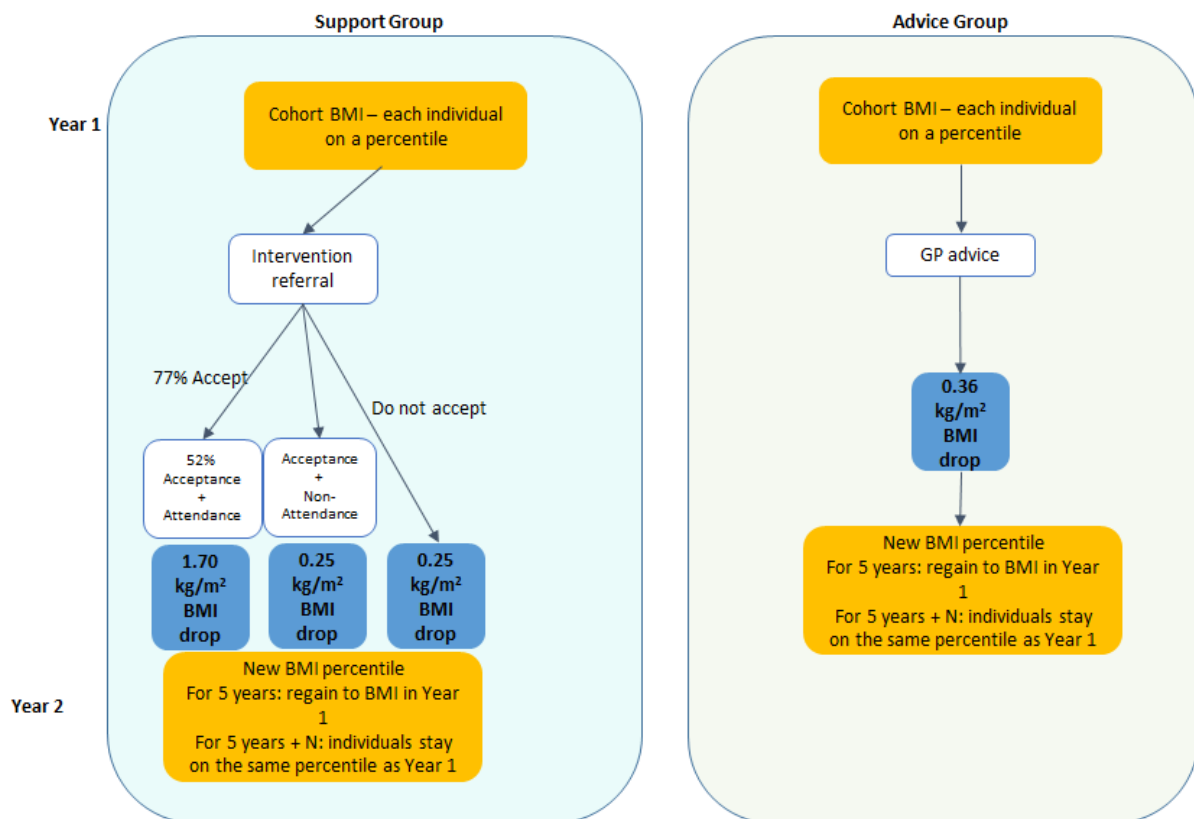 Support Group
Year 1
Cohort BMI – each individual
on a percentile
Intervention
referral
77% Accept
Do not accept
52%
Acceptance
+
Attendance
Acceptance
+
Non-
Attendance
1.70
kg/m²
BMI
drop
0.25
kg/m²
BMI
drop
0.25
kg/m²
BMI
drop
Year 2
New BMI percentile
For 5 years: regain to BMI in Year
1
For 5 years + N: individuals stay
on the same percentile as Year 1
Advice Group
Cohort BMI – each individual
on a percentile
GP advice
0.36
kg/m²
BMI
drop
New BMI percentile
For 5 years: regain to BMI in Year
1
For 5 years + N: individuals stay
on the same percentile as Year 1